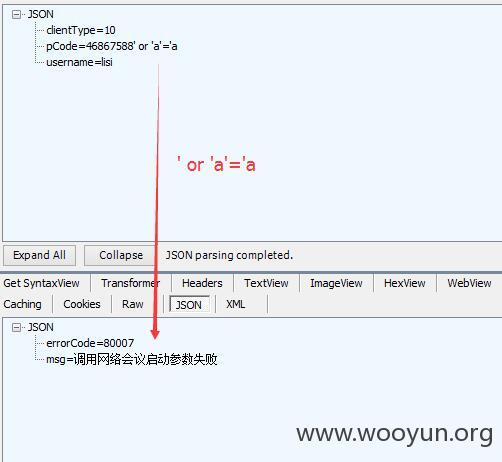 JSON
clientType=10
pCode=46867588' or 'a'='a
username=lisi
' or 'a'='a
Expand All Collapse JSON parsing completed.
Get SyntaxView Transformer Headers TextView ImageView HexView WebView
Caching Cookies Raw JSON XML
JSON
errorCode=80007
msg=调用网络会议启动参数失败
www.wooyun.org